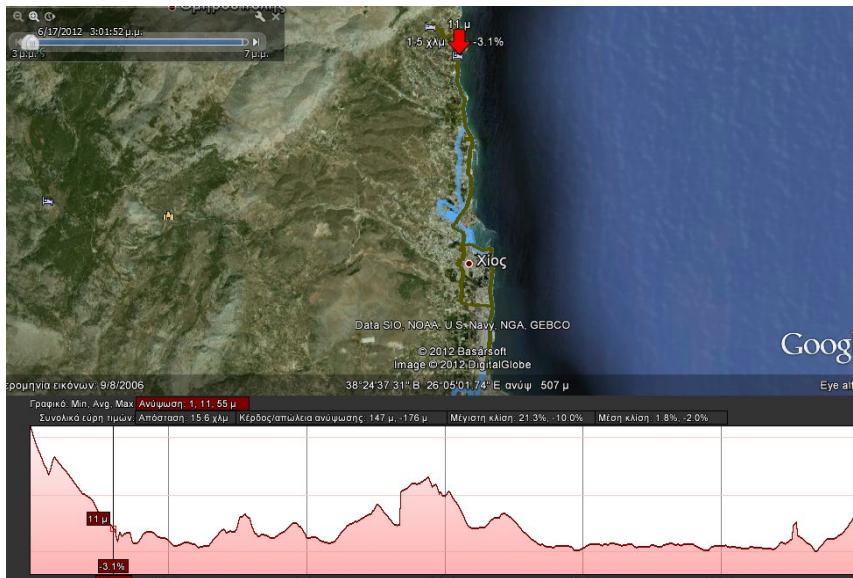 6/17/2012 3:01:52 μ.μ.
3 μ.μ.
7 μ.μ.
11 μ
1.5 χλμ
-3.1%
Χίος
Data SIO, NOAA, U.S. Navy, NGA, GEBCO
© 2012 Basarsoft
Image © 2012 DigitalGlobe
Googl
ερομηνία εικόνων: 9/8/2006
38°24'37.31" Β 26°05'01.74" Ε ανύψ 507 μ
Eye alt
Γραφικό: Min, Avg, Max Ανύψωση: 1, 11, 55 μ
Συνολικά εύρη τιμών: Απόσταση: 15.6 χλμ Κέρδος/απώλεια ανύψωσης: 147 μ, -176 μ Μέγιστη κλίση: 21.3%, -10.0% Μέση κλίση: 1.8%, -2.0%
11 μ
-3.1%